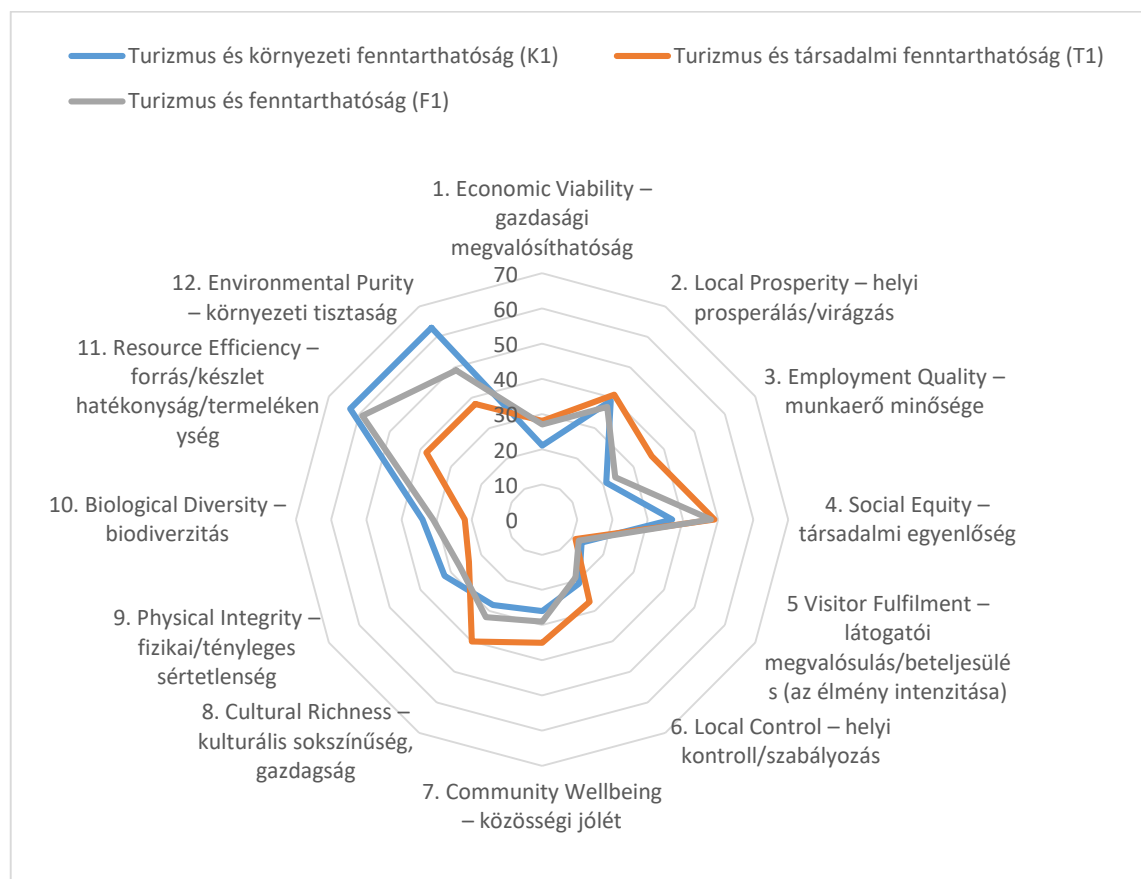 Turizmus és környezeti fenntarthatóság (K1)
Turizmus és társadalmi fenntarthatóság (T1)
Turizmus és fenntarthatóság (F1)
1. Economic Viability –
gazdasági
megvalósíthatóság
2. Local Prosperity – helyi
prosperálás/virágzás
3. Employment Quality –
munkaerő minősége
4. Social Equity –
társadalmi egyenlőség
5 Visitor Fulfilment –
látogatói
megvalósulás/beteljesülé
s (az élmény intenzitása)
6. Local Control – helyi
kontroll/szabályozás
7. Community Wellbeing
– közösségi jólét
8. Cultural Richness –
kulturális sokszínűség,
gazdagság
9. Physical Integrity –
fizikai/tényleges
sértetlenség
10. Biological Diversity –
biodiverzitás
11. Resource Efficiency –
forrás/készlet
hatékonyság/termeléken
ység
12. Environmental Purity
– környezeti tisztaság
70
60
50
40
30
20
10
0